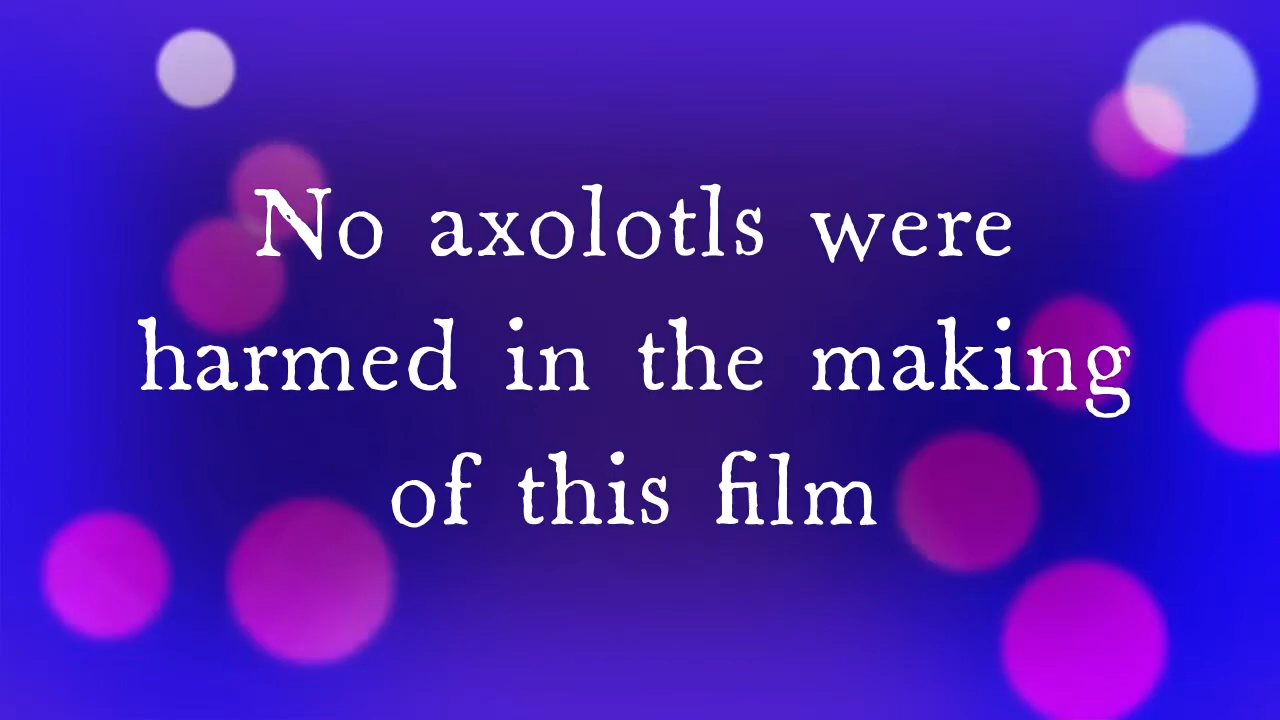 No axolotls were
harmed in the making
of this film